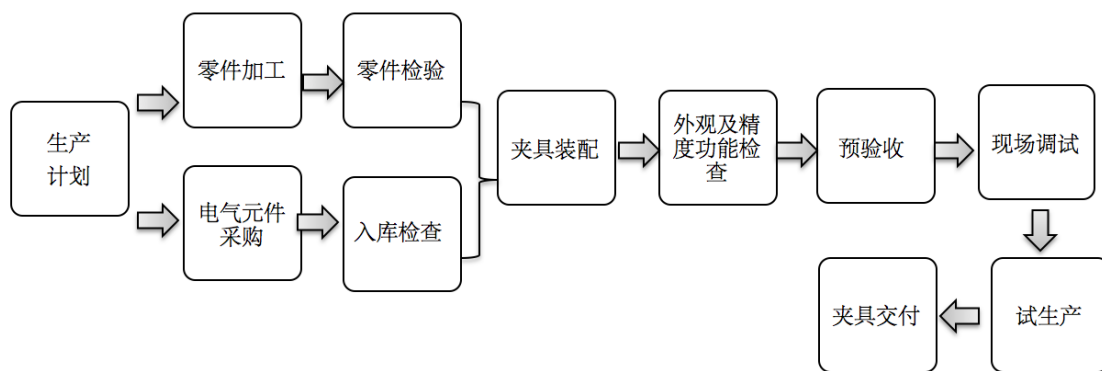 生产
计划
零件加工
零件检验
电气元件
采购
入库检查
夹具装配
外观及精
度功能检
查
预验收
现场调试
试生产
夹具交付